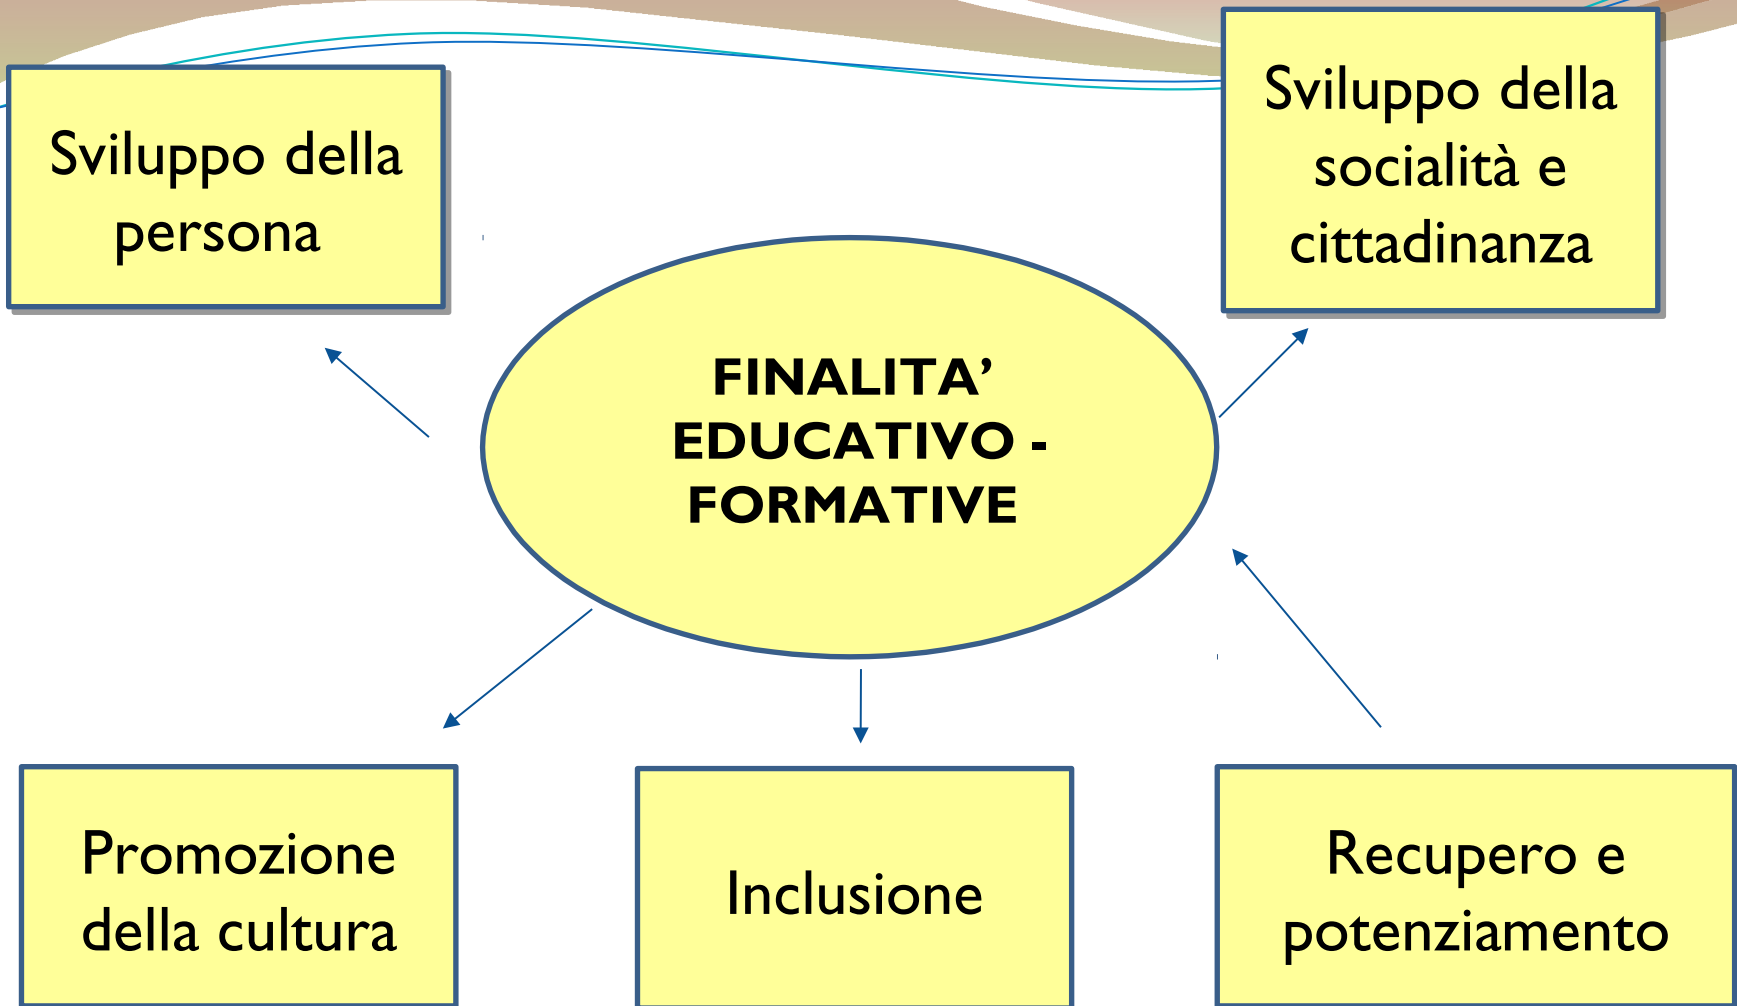 Sviluppo della
persona
Sviluppo della
socialità e
cittadinanza
FINALITA’
EDUCATIVO -
FORMATIVE
Promozione
della cultura
Inclusione
Recupero e
potenziamento